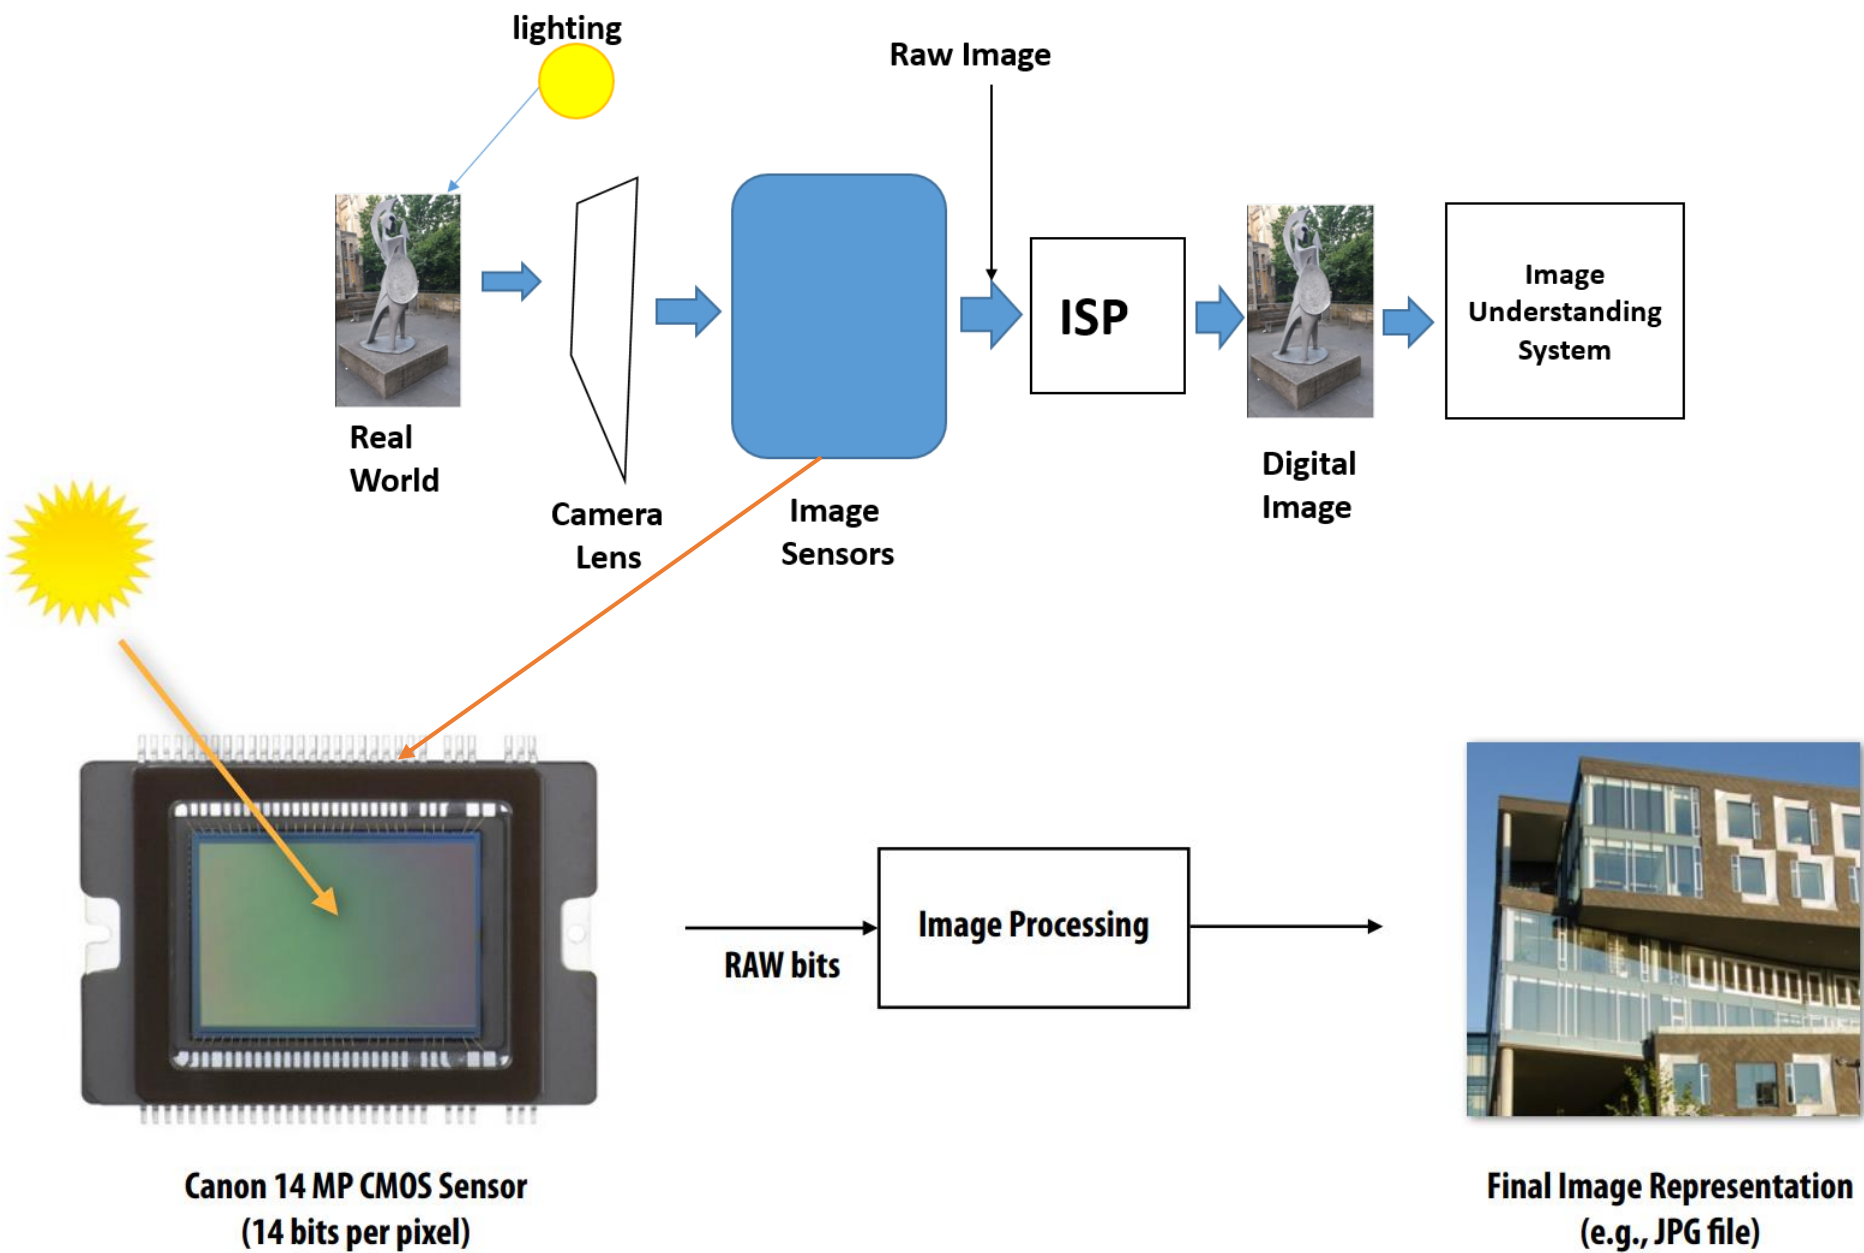 lighting
Raw Image
ISP
Image
Understanding
System
Real
World
Camera
Lens
Image
Sensors
Digital
Image
RAW bits
Image Processing
Canon 14 MP CMOS Sensor
(14 bits per pixel)
Final Image Representation
(e.g., JPG file)